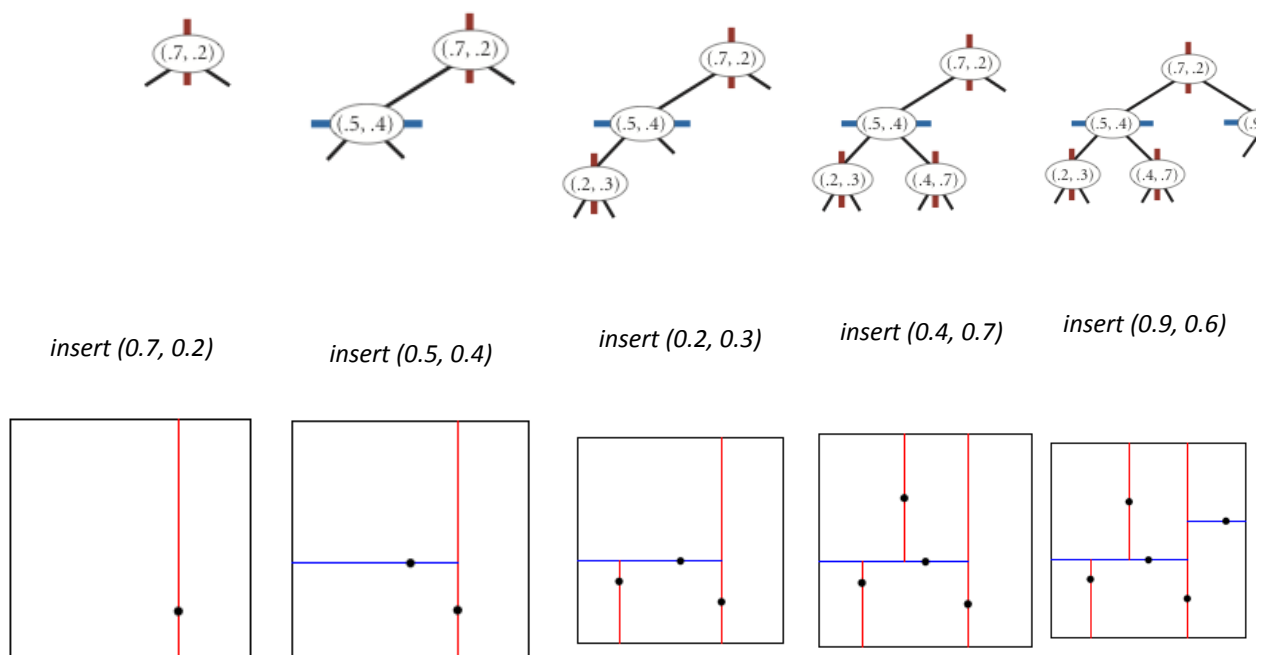 (.7, .2)
(.7, .2)
(.5, .4)
(.7, .2)
(.5, .4)
(.2, .3)
(.7, .2)
(.5, .4)
(.2, .3) (.4, .7)
(.7, .2)
(.5, .4)
(.2, .3) (.4, .7)
insert (0.7, 0.2)
insert (0.5, 0.4)
insert (0.2, 0.3)
insert (0.4, 0.7)
insert (0.9, 0.6)